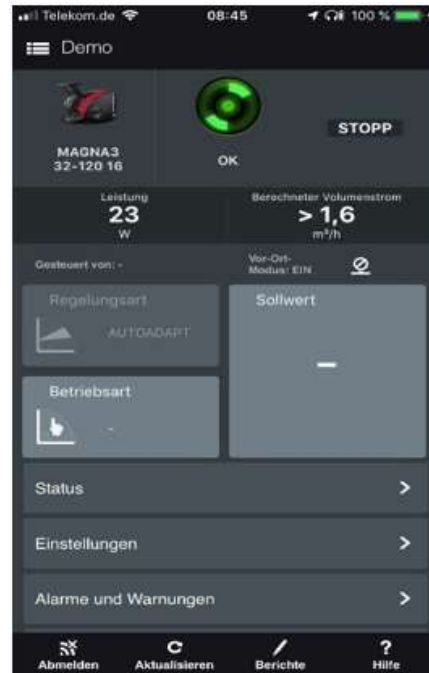 Telekom.de 08:45 100 %
Demo
MAGNA3
32-120 16
OK
STOPP
Leistung
23
W
Berechneter Volumenstrom
> 1,6
m³/h
Gesteuert von: -
Vor-Ort-
Modus: EIN
Regelungsart
AUTOADAPT
Sollwert
–
Betriebsart
-
Status
Einstellungen
Alarme und Warnungen
Abmelden
Aktualisieren
Berichte
?
Hilfe